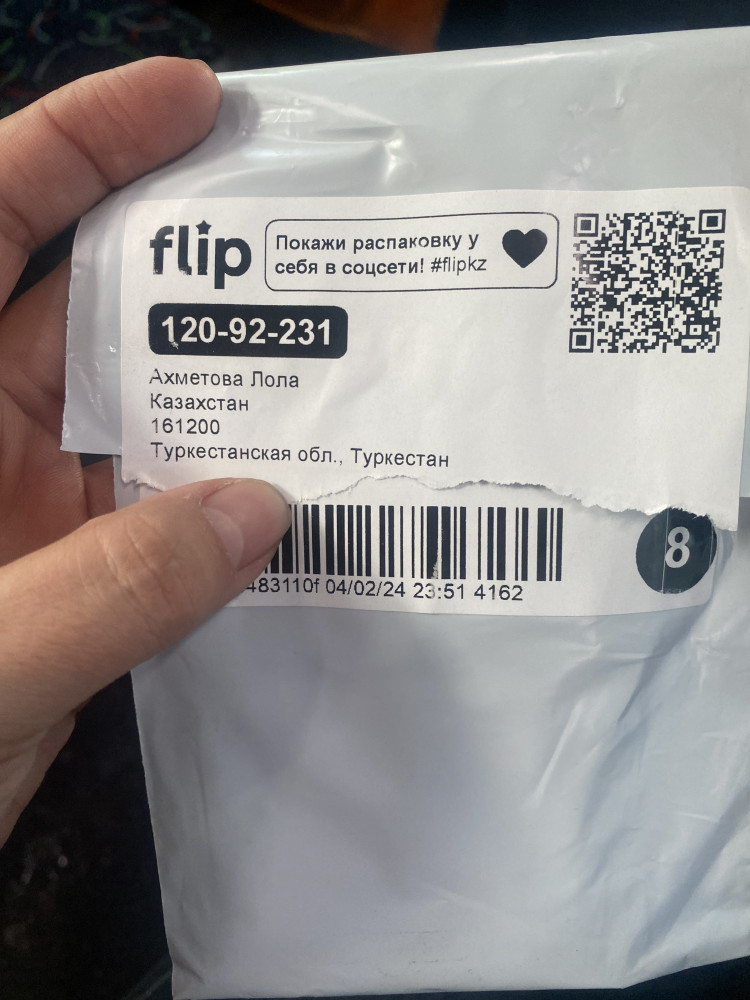 flip
Покажи распаковку у
себя в соцсети! #flipkz
120-92-231
Ахметова Лола
Казахстан
161200
Туркестанская обл., Туркестан
483110f 04/02/24 23:51 4162
8